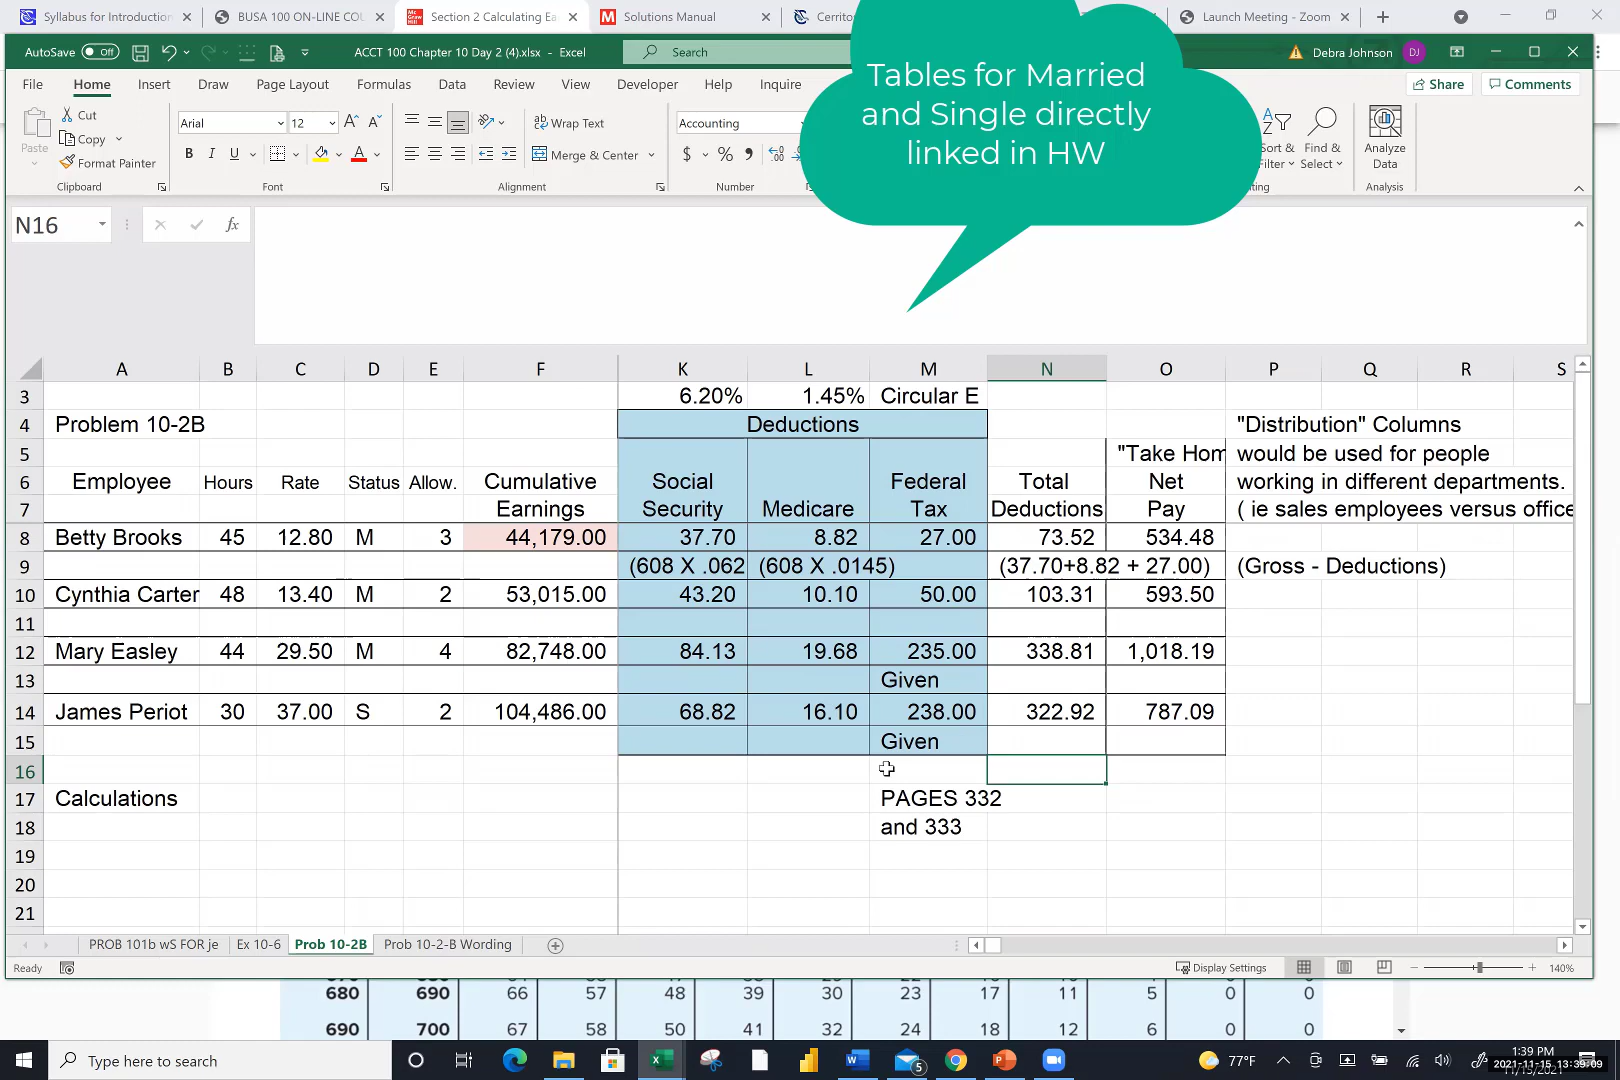 Syllabus for Introduction
BUSA 100 ON-LINE COU
Section 2 Calculating Ea
Solutions Manual
Cerrito
Launch Meeting - Zoom
AutoSave Off
ACCT 100 Chapter 10 Day 2 (4).xlsx - Excel
Search
Debra Johnson
DJ
File Home Insert Draw Page Layout Formulas Data Review View Developer Help Inquire
Share Comments
Tables for Married
and Single directly
linked in HW
Paste
Cut
Copy
Format Painter
Clipboard
Arial 12
B I U
Font
Wrap Text
Merge & Center
Alignment
Accounting
$ % ,
Number
Sort & Filter
Find & Select
Analyze Data
Analysis
N16
fx
A B C D E F K L M N O P Q R S
3 6.20% 1.45% Circular E
4 Problem 10-2B Deductions "Distribution" Columns
5 "Take Hom would be used for people
6 Employee Hours Rate Status Allow. Cumulative Social Federal Total Net working in different departments.
7 Earnings Security Medicare Tax Deductions Pay ( ie sales employees versus office
8 Betty Brooks 45 12.80 M 3 44,179.00 37.70 8.82 27.00 73.52 534.48
9 (608 X .062 (608 X .0145) (37.70+8.82 + 27.00) (Gross - Deductions)
10 Cynthia Carter 48 13.40 M 2 53,015.00 43.20 10.10 50.00 103.31 593.50
11
12 Mary Easley 44 29.50 M 4 82,748.00 84.13 19.68 235.00 338.81 1,018.19
13 Given
14 James Periot 30 37.00 S 2 104,486.00 68.82 16.10 238.00 322.92 787.09
15 Given
16
17 Calculations PAGES 332
18 and 333
19
20
21
PROB 101b wS FOR je Ex 10-6 Prob 10-2B Prob 10-2-B Wording
Ready Display Settings 140%
680 690 66 57 48 39 30 23 17 11 5 0 0
690 700 67 58 50 41 32 24 18 12 6 0 0
Type here to search
5
77°F
1:39 PM
2021-11-15 13:39:09